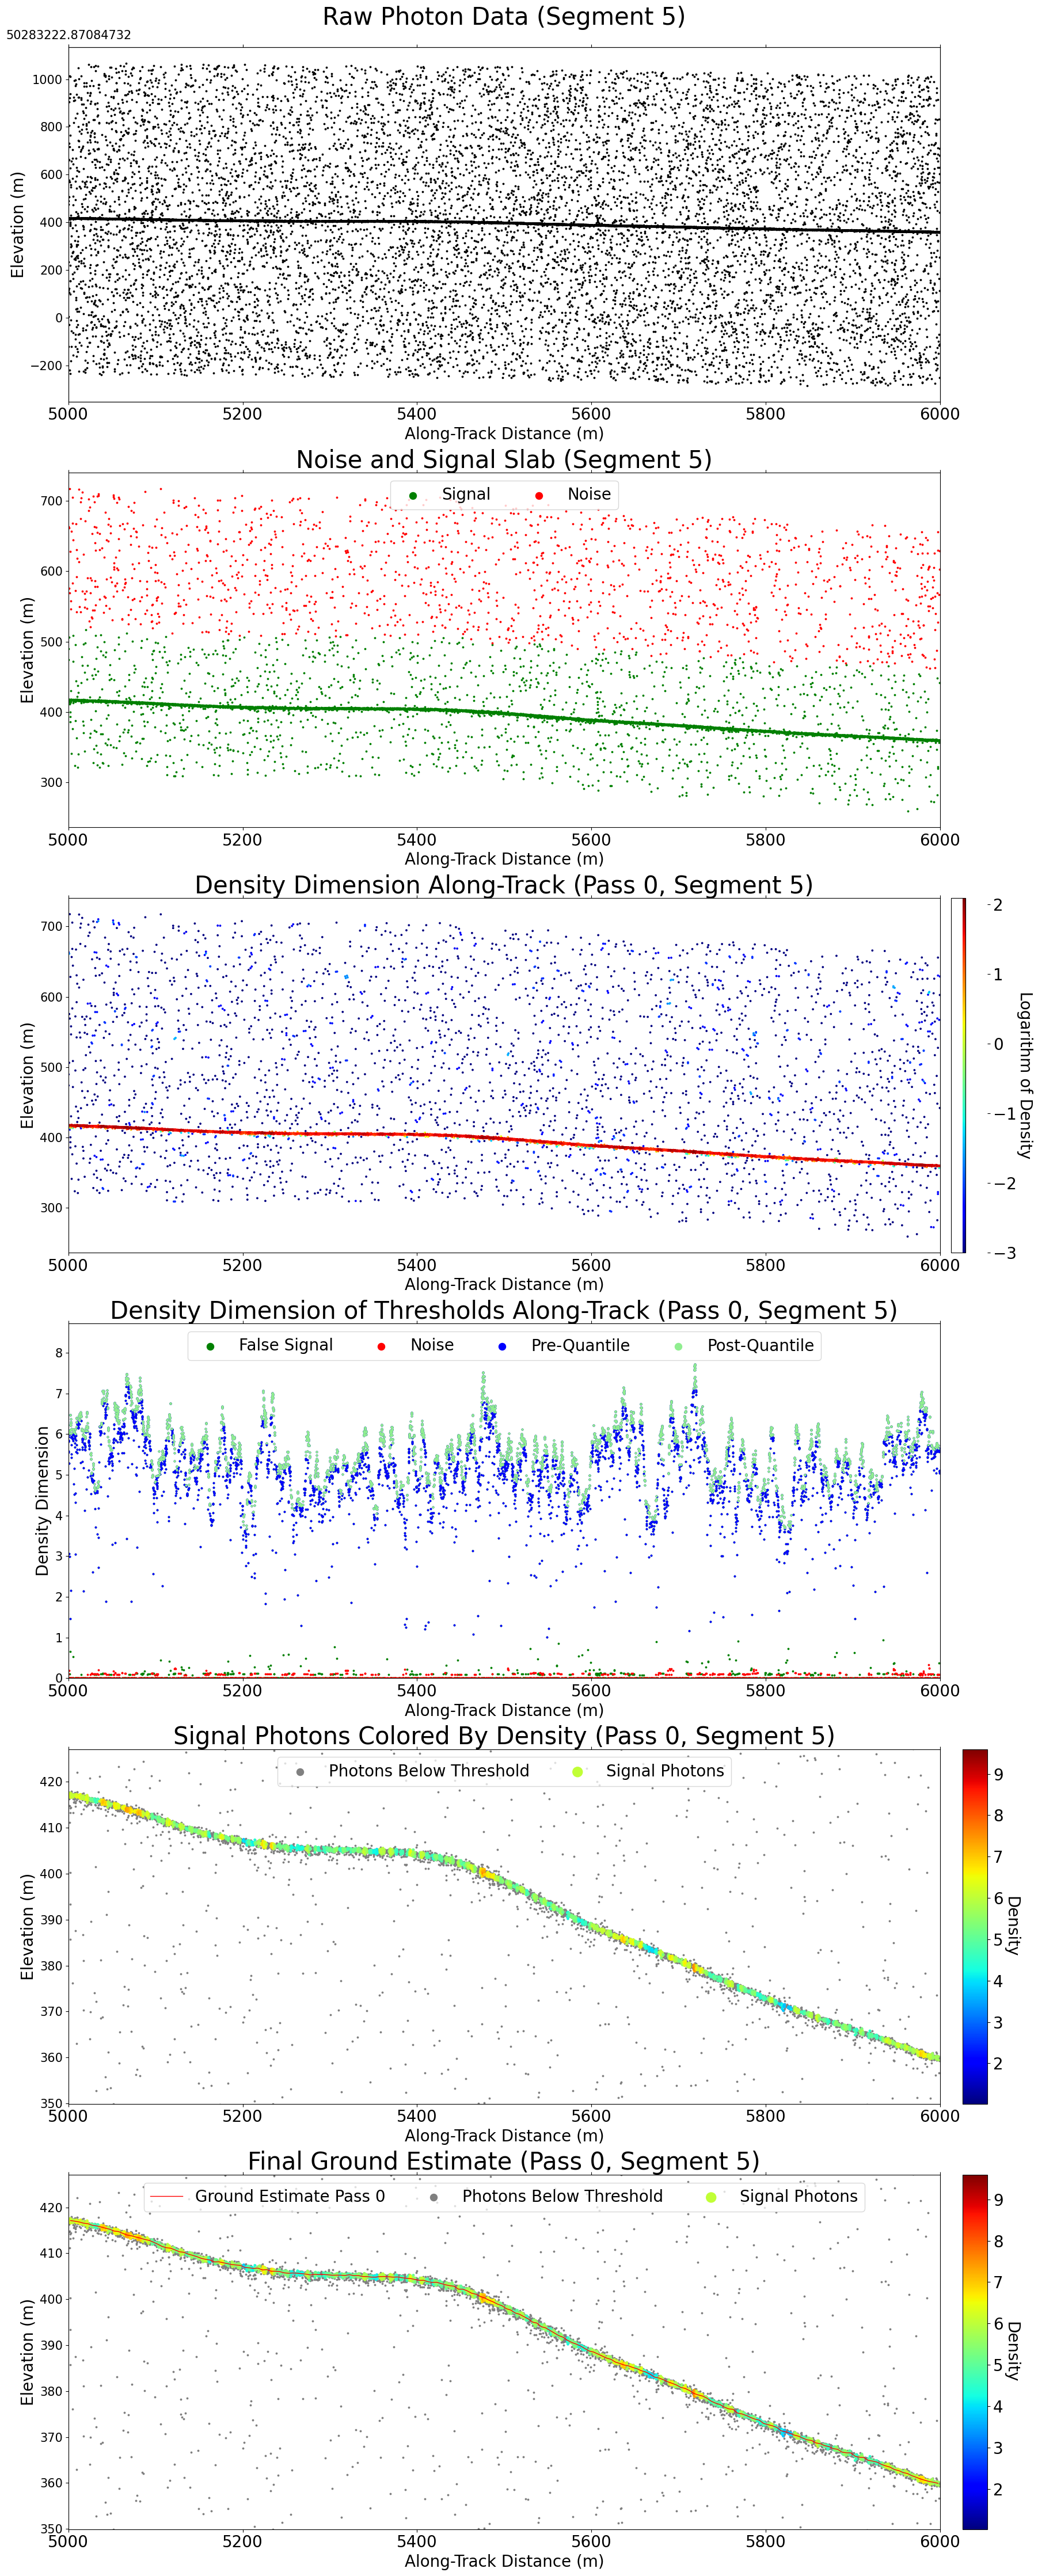 Raw Photon Data (Segment 5)
50283222.87084732
1000
800
600
400
200
0
−200
Elevation (m)
5000 5200 5400 5600 5800 6000
Along-Track Distance (m)
Noise and Signal Slab (Segment 5)
Signal Noise
700
600
500
400
300
Elevation (m)
5000 5200 5400 5600 5800 6000
Along-Track Distance (m)
Density Dimension Along-Track (Pass 0, Segment 5)
700
600
500
400
300
Elevation (m)
5000 5200 5400 5600 5800 6000
Along-Track Distance (m)
2
1
0
−1
−2
−3
Logarithm of Density
Density Dimension of Thresholds Along-Track (Pass 0, Segment 5)
False Signal Noise Pre-Quantile Post-Quantile
8
7
6
5
4
3
2
1
0
Density Dimension
5000 5200 5400 5600 5800 6000
Along-Track Distance (m)
Signal Photons Colored By Density (Pass 0, Segment 5)
Photons Below Threshold Signal Photons
420
410
400
390
380
370
360
350
Elevation (m)
5000 5200 5400 5600 5800 6000
Along-Track Distance (m)
9
8
7
6
5
4
3
2
Density
Final Ground Estimate (Pass 0, Segment 5)
Ground Estimate Pass 0 Photons Below Threshold Signal Photons
420
410
400
390
380
370
360
350
Elevation (m)
5000 5200 5400 5600 5800 6000
Along-Track Distance (m)
9
8
7
6
5
4
3
2
Density